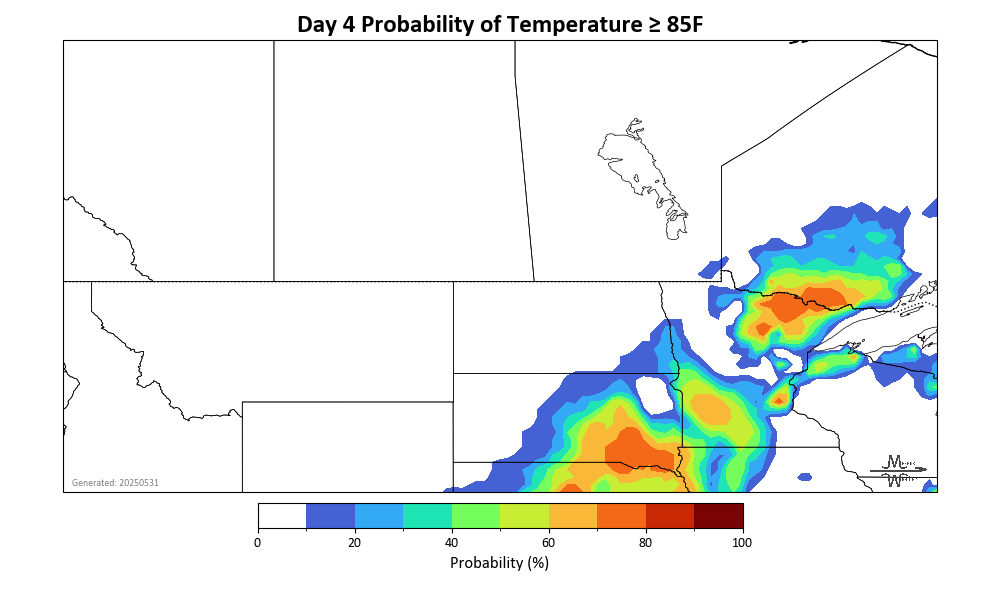 Day 4 Probability of Temperature ≥ 85F
Generated: 20250531
0 20 40 60 80 100
Probability (%)